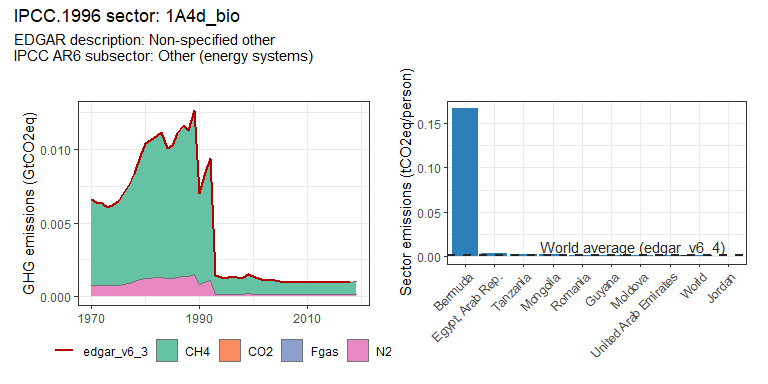 IPCC.1996 sector: 1A4d_bio
EDGAR description: Non-specified other
IPCC AR6 subsector: Other (energy systems)
GHG emissions (GtCO2eq)
0.010
0.005
0.000
1970
1990
2010
edgar_v6_3
CH4
CO2
Fgas
N2
Sector emissions (tCO2eq/person)
0.15
0.10
0.05
0.00
World average (edgar_v6_4)
Bermuda
Egypt, Arab Rep.
Tanzania
Mongolia
Romania
Guyana
Moldova
United Arab Emirates
World
Jordan